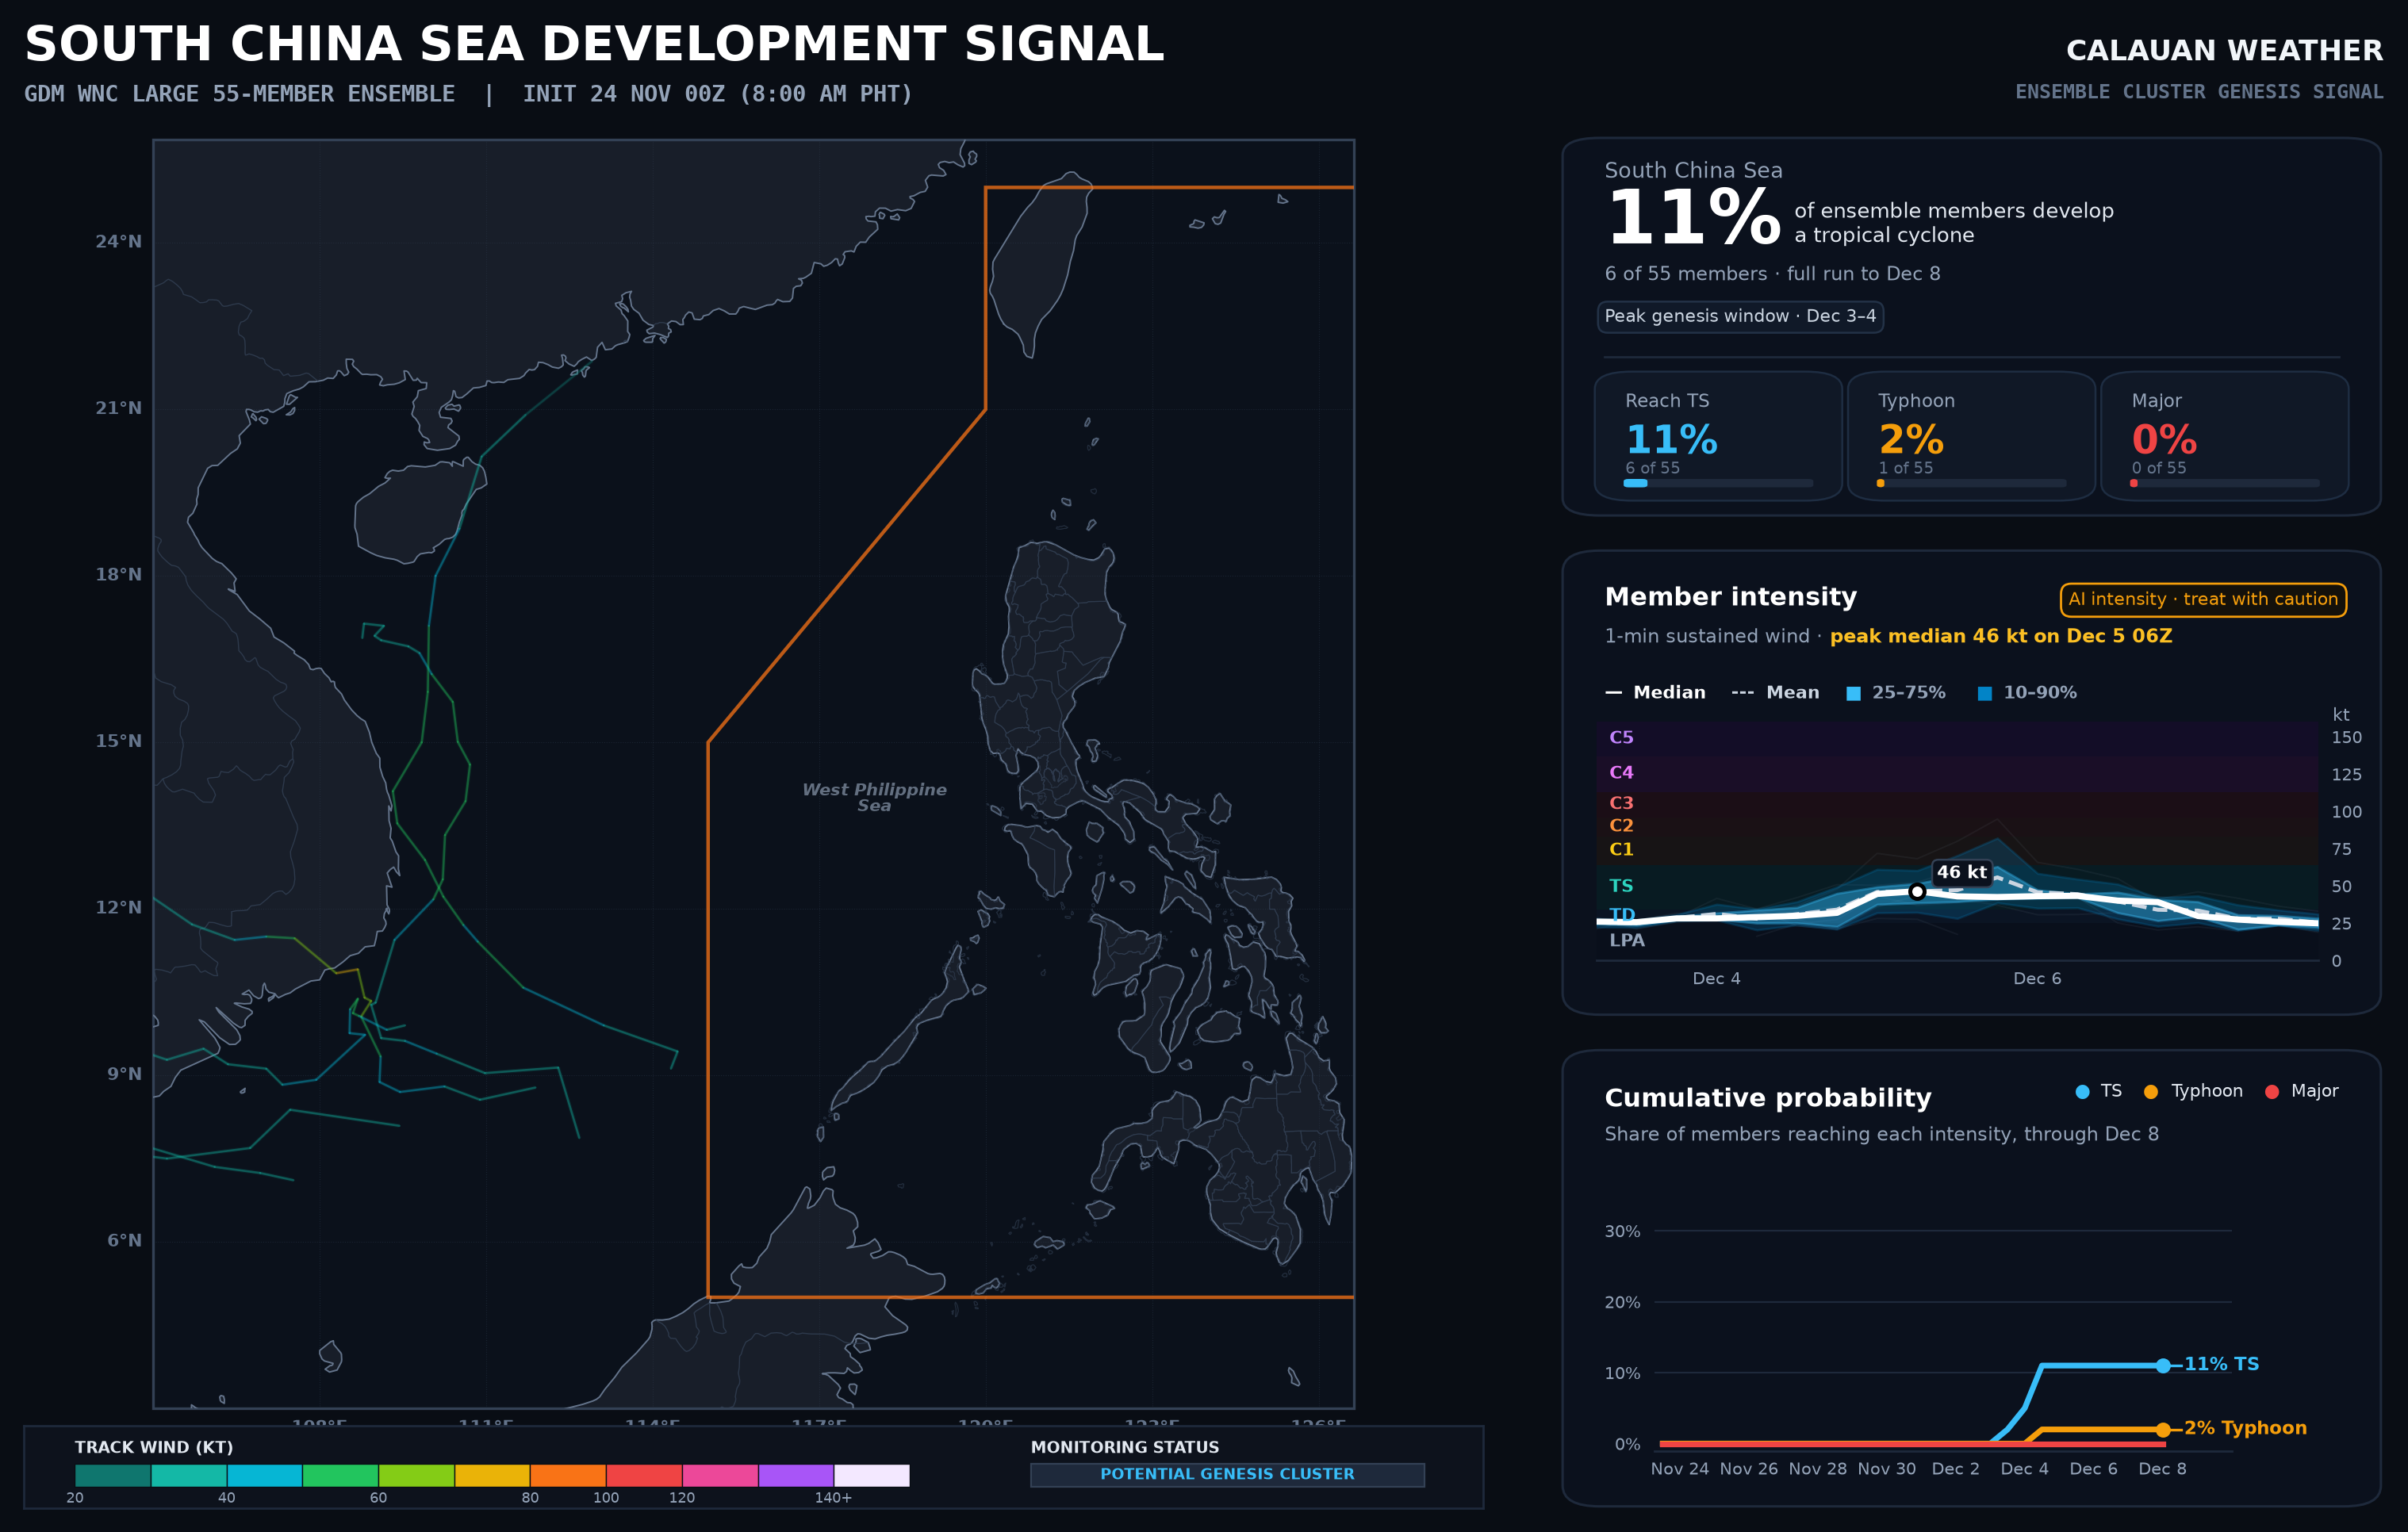 SOUTH CHINA SEA DEVELOPMENT SIGNAL
GDM WNC LARGE 55-MEMBER ENSEMBLE | INIT 24 NOV 00Z (8:00 AM PHT)
CALAUAN WEATHER
ENSEMBLE CLUSTER GENESIS SIGNAL
24°N
21°N
18°N
15°N
12°N
9°N
6°N
West Philippine
Sea
108°E 111°E 114°E 117°E 120°E 123°E 126°E
TRACK WIND (KT)
20 40 60 80 100 120 140+
MONITORING STATUS
POTENTIAL GENESIS CLUSTER
South China Sea
11% of ensemble members develop
a tropical cyclone
6 of 55 members · full run to Dec 8
Peak genesis window · Dec 3–4
Reach TS
11%
6 of 55
Typhoon
2%
1 of 55
Major
0%
0 of 55
Member intensity
AI intensity · treat with caution
1-min sustained wind · peak median 46 kt on Dec 5 06Z
Median Mean 25–75% 10–90%
kt
C5 150
C4 125
C3 100
C2
C1 75
46 kt
TS 50
TD 25
LPA
0
Dec 4 Dec 6
Cumulative probability
TS Typhoon Major
Share of members reaching each intensity, through Dec 8
30%
20%
10%
0%
11% TS
2% Typhoon
Nov 24 Nov 26 Nov 28 Nov 30 Dec 2 Dec 4 Dec 6 Dec 8